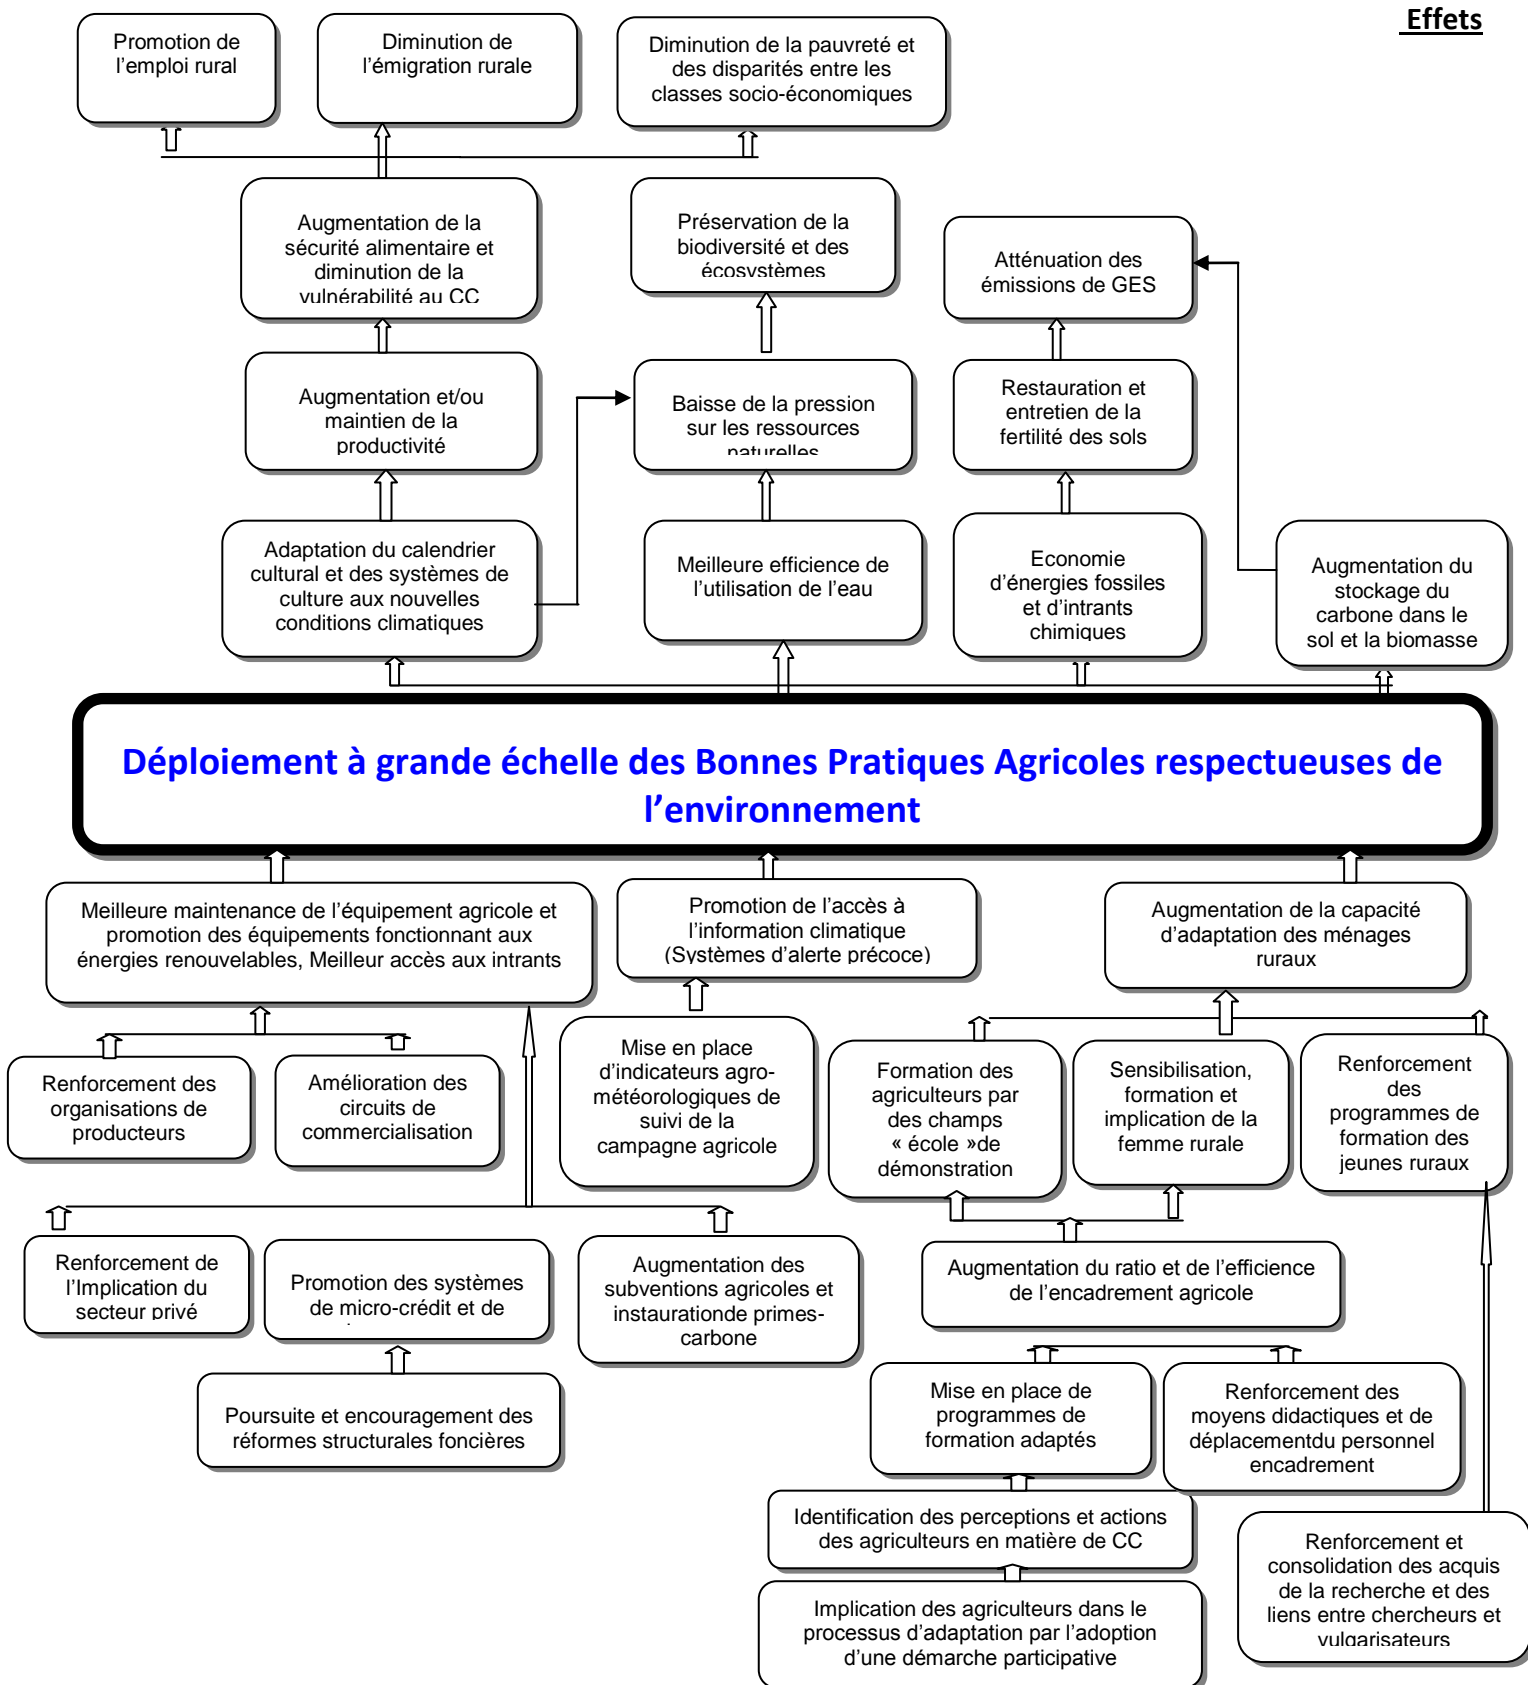 Effets
Promotion de
l'emploi rural
Diminution de
l'émigration rurale
Diminution de la pauvreté et
des disparités entre les
classes socio-économiques
Augmentation de la
sécurité alimentaire et
diminution de la
vulnérabilité au CC
Préservation de la
biodiversité et des
écosystèmes
Atténuation des
émissions de GES
Augmentation et/ou
maintien de la
productivité
Baisse de la pression
sur les ressources
naturelles
Restauration et
entretien de la
fertilité des sols
Adaptation du calendrier
cultural et des systèmes de
culture aux nouvelles
conditions climatiques
Meilleure efficience de
l'utilisation de l'eau
Economie
d'énergies fossiles
et d'intrants
chimiques
Augmentation du
stockage du
carbone dans le
sol et la biomasse
Déploiement à grande échelle des Bonnes Pratiques Agricoles respectueuses de
l'environnement
Meilleure maintenance de l'équipement agricole et
promotion des équipements fonctionnant aux
énergies renouvelables, Meilleur accès aux intrants
Promotion de l'accès à
l'information climatique
(Systèmes d'alerte précoce)
Augmentation de la capacité
d'adaptation des ménages
ruraux
Renforcement des
organisations de
producteurs
Amélioration des
circuits de
commercialisation
Mise en place
d'indicateurs agro-
météorologiques de
suivi de la
campagne agricole
Formation des
agriculteurs par
des champs
« école »de
démonstration
Sensibilisation,
formation et
implication de la
femme rurale
Renforcement
des
programmes de
formation des
jeunes ruraux
Renforcement de
l'Implication du
secteur privé
Promotion des systèmes
de micro-crédit et de
Augmentation des
subventions agricoles et
instaurationde primes-
carbone
Augmentation du ratio et de l'efficience
de l'encadrement agricole
Poursuite et encouragement des
réformes structurales foncières
Mise en place de
programmes de
formation adaptés
Renforcement des
moyens didactiques et de
déplacementdu personnel
encadrement
Identification des perceptions et actions
des agriculteurs en matière de CC
Renforcement et
consolidation des acquis
de la recherche et des
liens entre chercheurs et
vulgarisateurs
Implication des agriculteurs dans le
processus d'adaptation par l'adoption
d'une démarche participative